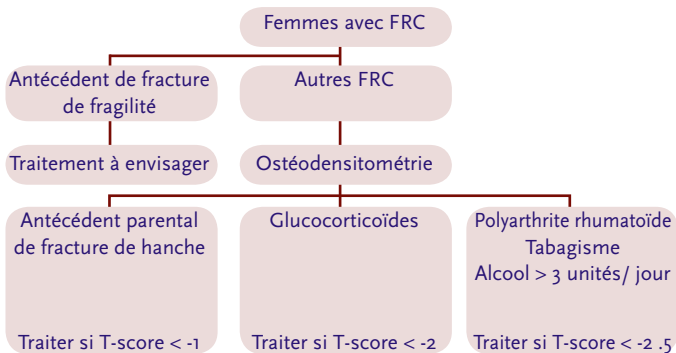 Femmes avec FRC
Antécédent de fracture
de fragilité
Autres FRC
Traitement à envisager
Ostéodensitométrie
Antécédent parental
de fracture de hanche
Traiter si T-score < -1
Glucocorticoïdes
Traiter si T-score < -2
Polyarthrite rhumatoïde
Tabagisme
Alcool > 3 unités/ jour
Traiter si T-score < -2 .5